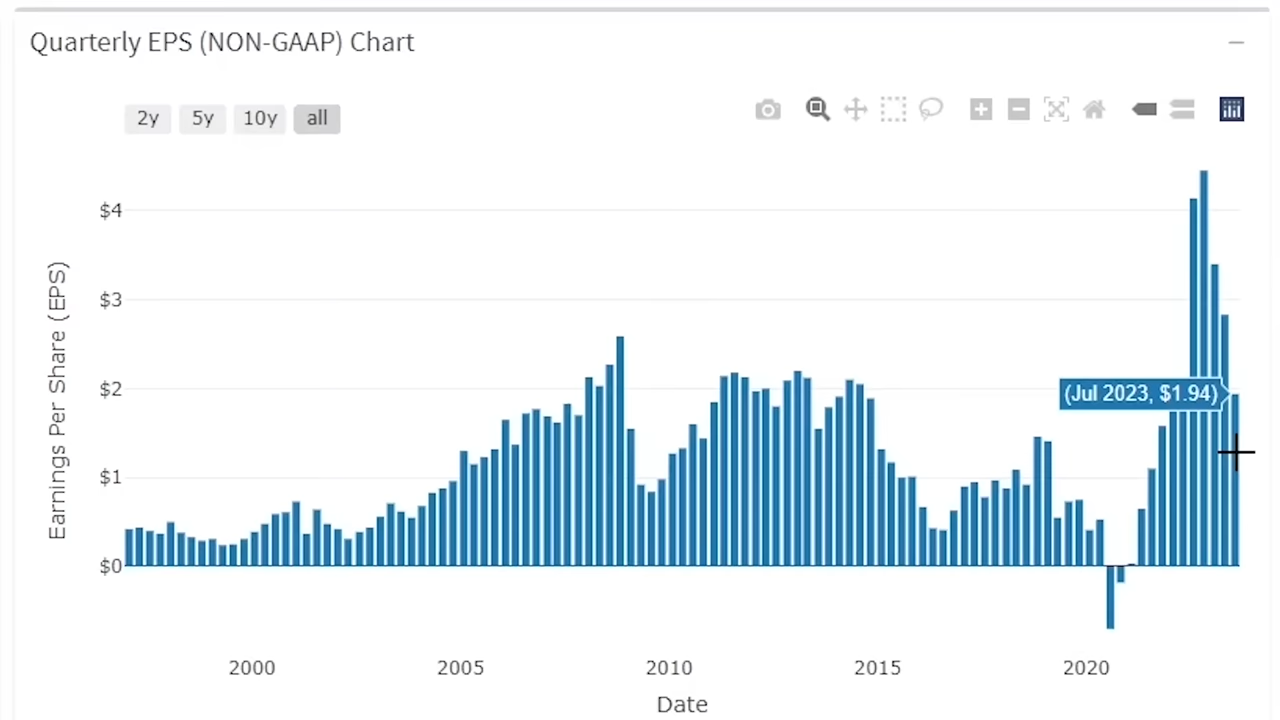 Quarterly EPS (NON-GAAP) Chart
2y 5y 10y all
$4
$3
$2
$1
$0
Earnings Per Share (EPS)
(Jul 2023, $1.94)
2000 2005 2010 2015 2020
Date